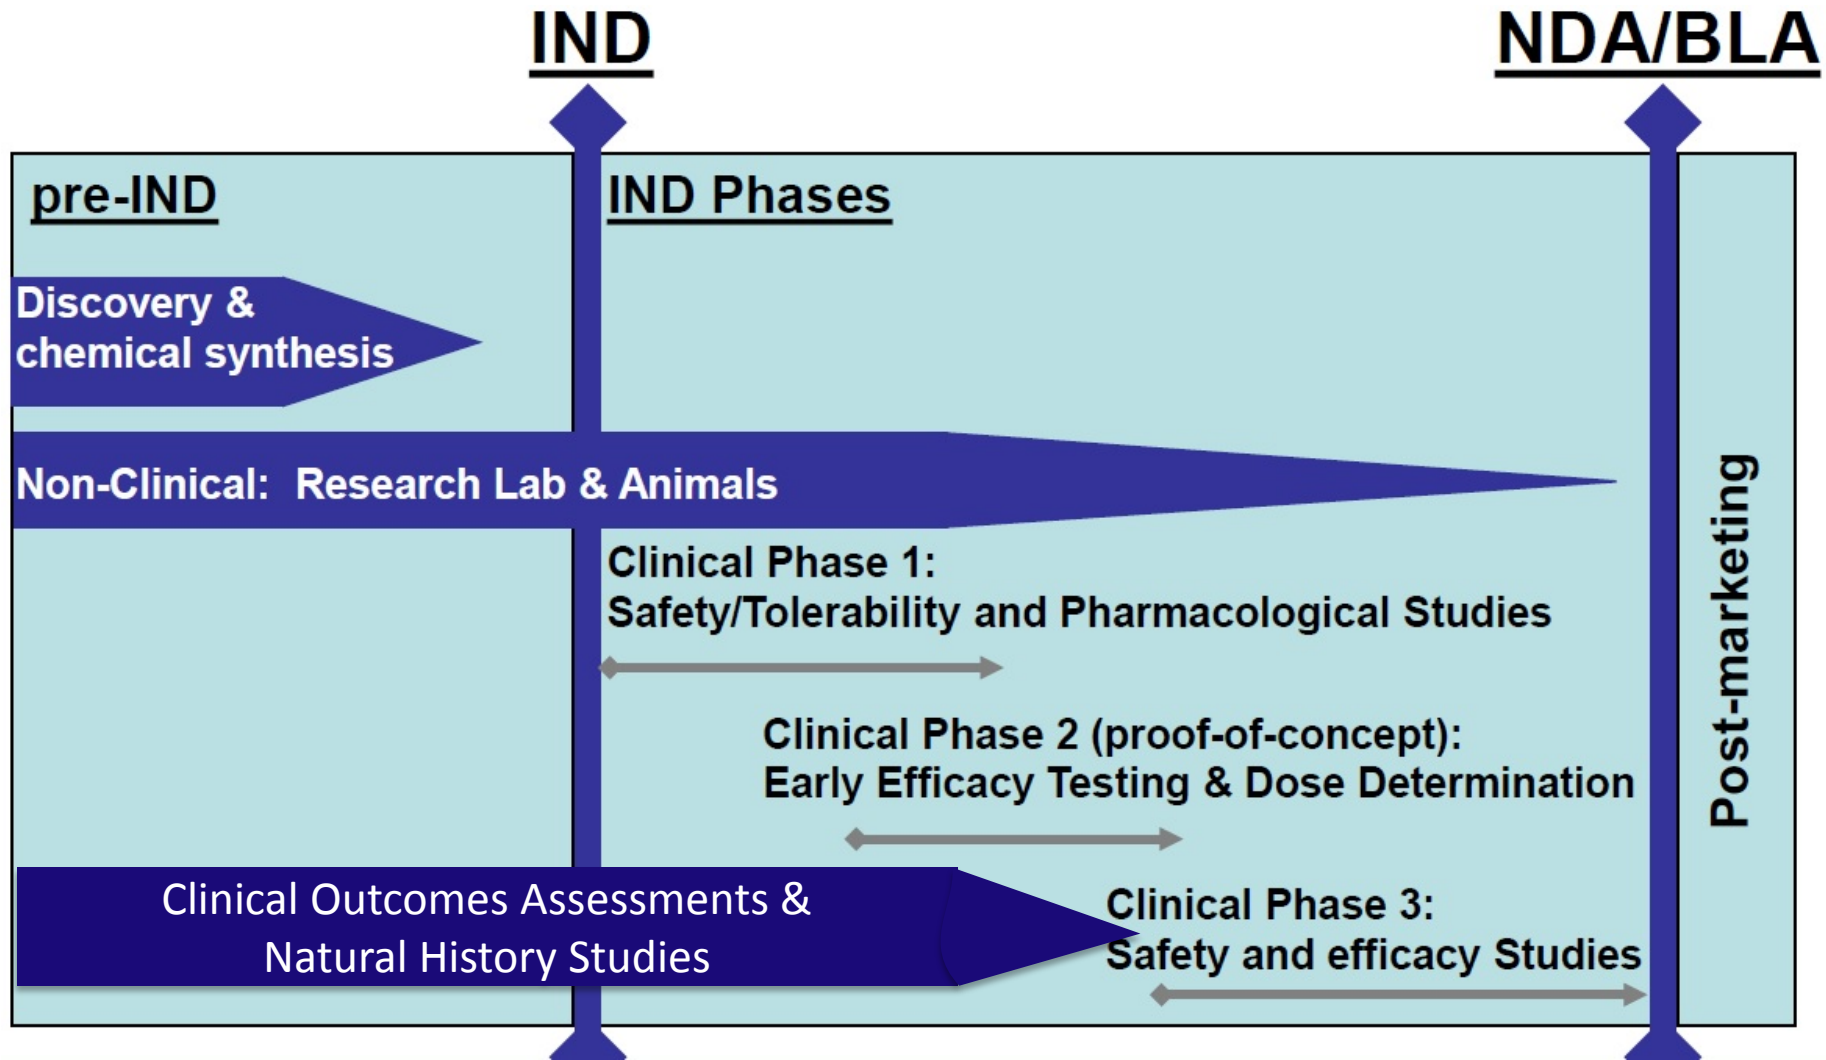 IND
NDA/BLA
pre-IND
IND Phases
Discovery &
chemical synthesis
Non-Clinical: Research Lab & Animals
Clinical Phase 1:
Safety/Tolerability and Pharmacological Studies
Clinical Phase 2 (proof-of-concept):
Early Efficacy Testing & Dose Determination
Clinical Outcomes Assessments &
Natural History Studies
Clinical Phase 3:
Safety and efficacy Studies
Post-marketing